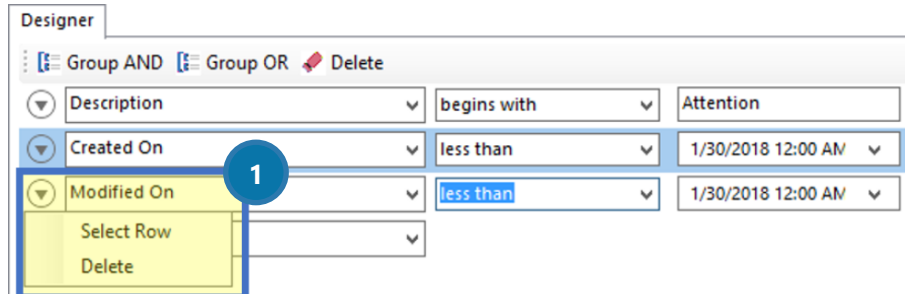 Designer
Group AND Group OR Delete
Description begins with Attention
Created On less than 1/30/2018 12:00 AM
1
Modified On less than 1/30/2018 12:00 AM
Select Row
Delete